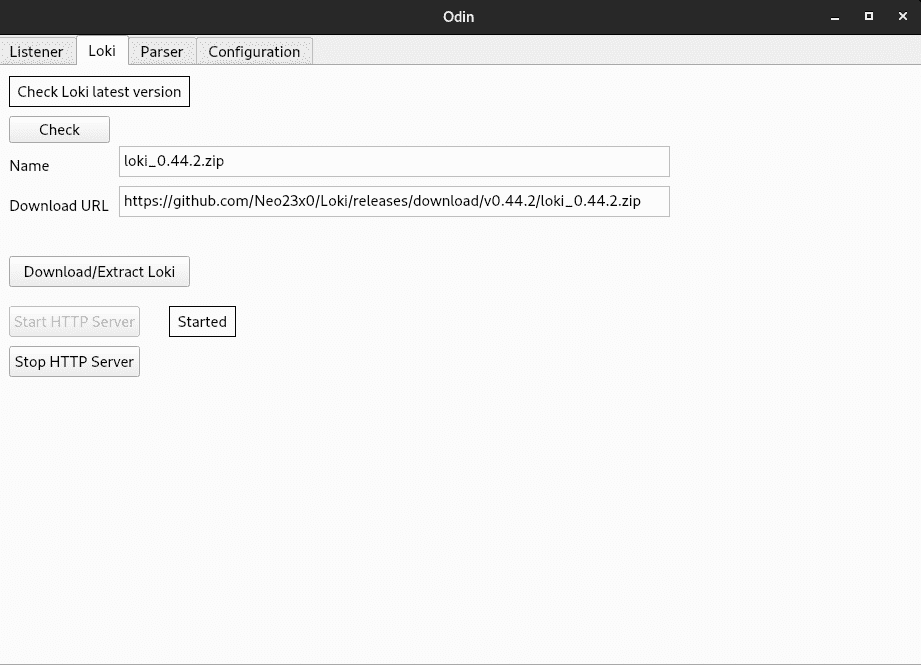 Odin
Listener Loki Parser Configuration
Check Loki latest version
Check
Name loki_0.44.2.zip
Download URL https://github.com/Neo23x0/Loki/releases/download/v0.44.2/loki_0.44.2.zip
Download/Extract Loki
Start HTTP Server Started
Stop HTTP Server